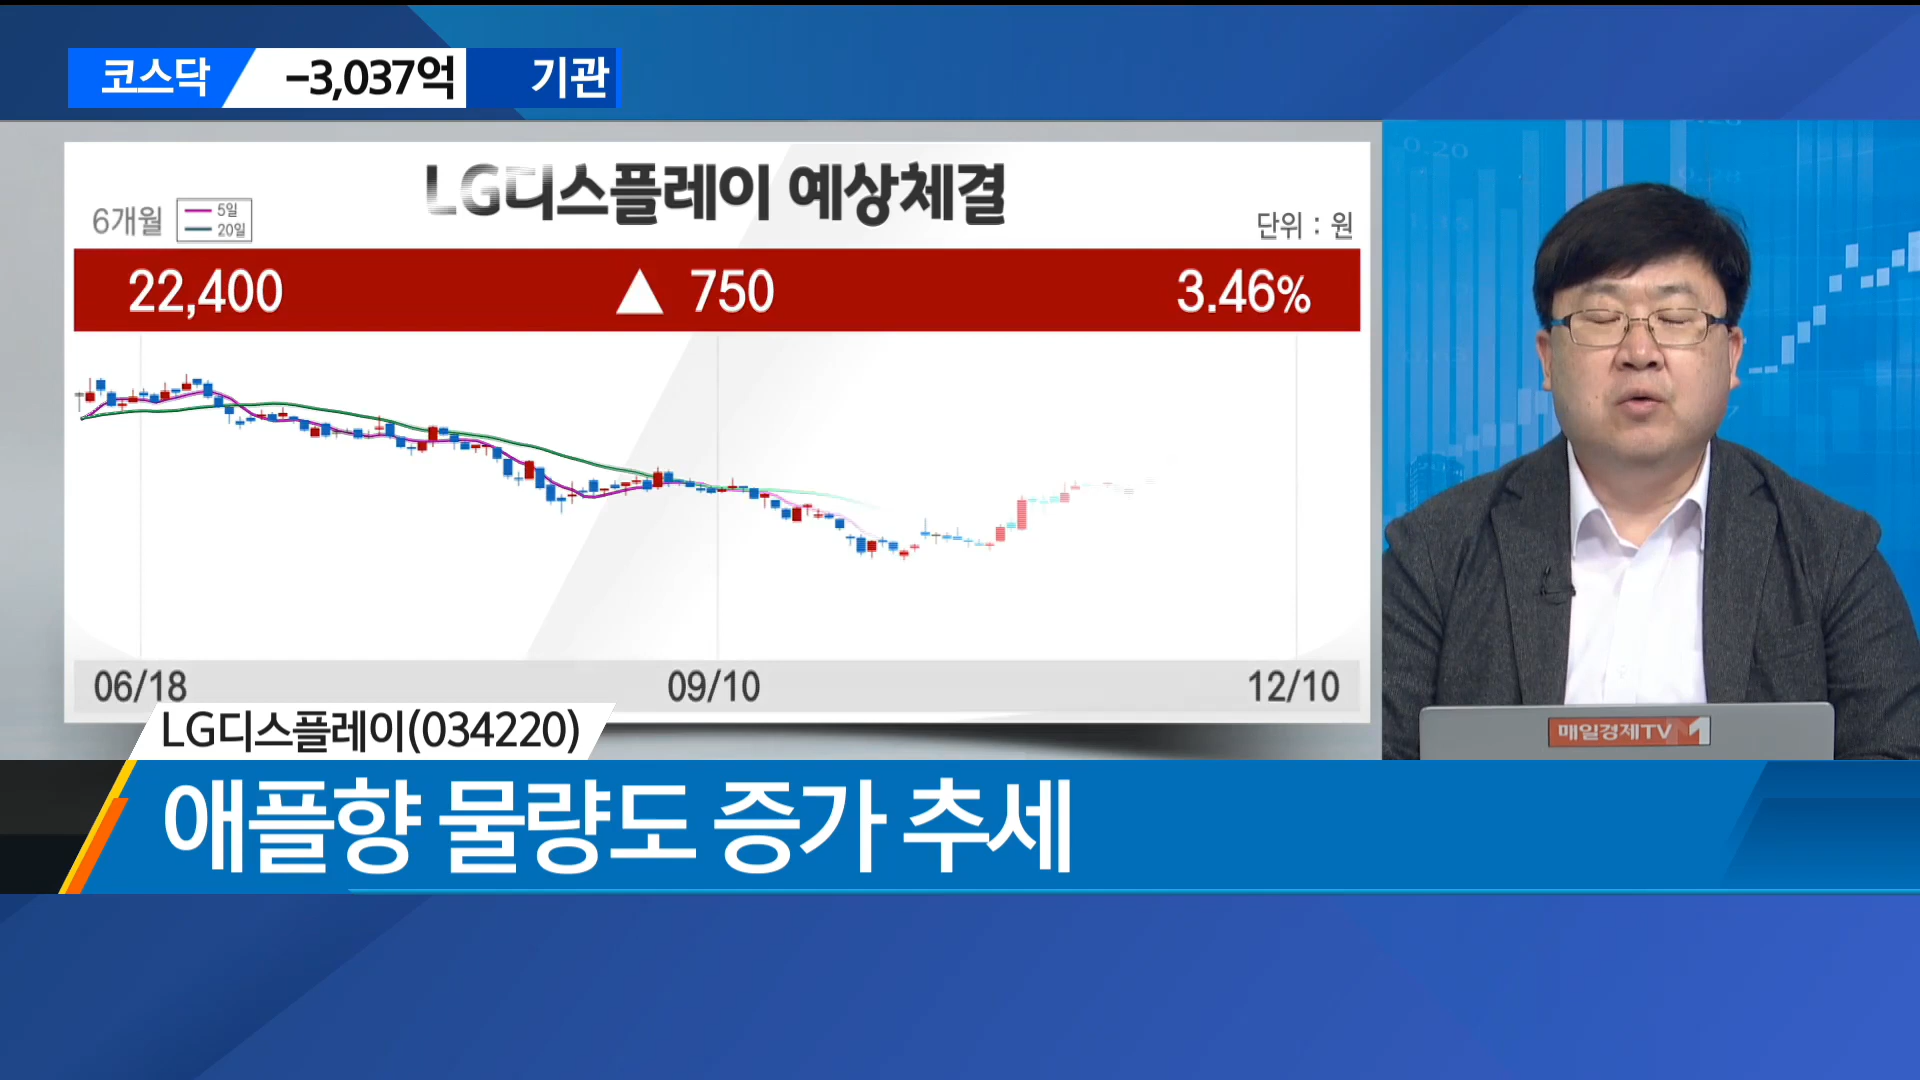 코스닥 -3,037억 기관
LG디스플레이 예상체결
6개월
5일
20일
단위 : 원
22,400 ▲ 750 3.46%
06/18 09/10 12/10
LG디스플레이(034220)
애플향 물량도 증가 추세
매일경제TV M